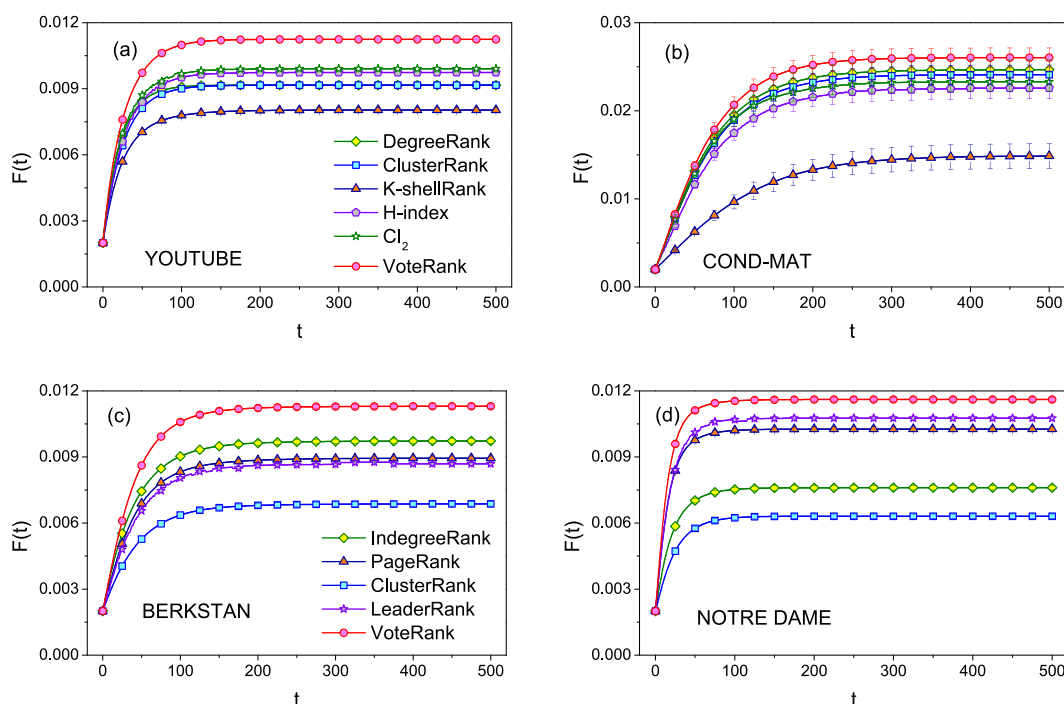 (a)
F(t)
0.012
0.009
0.006
0.003
0.000
DegreeRank
ClusterRank
K-shellRank
H-index
CI₂
VoteRank
YOUTUBE
0 100 200 300 400 500
t
(b)
F(t)
0.03
0.02
0.01
0.00
COND-MAT
0 100 200 300 400 500
t
(c)
F(t)
0.012
0.009
0.006
0.003
0.000
IndegreeRank
PageRank
ClusterRank
LeaderRank
VoteRank
BERKSTAN
0 100 200 300 400 500
t
(d)
F(t)
0.012
0.009
0.006
0.003
0.000
NOTRE DAME
0 100 200 300 400 500
t